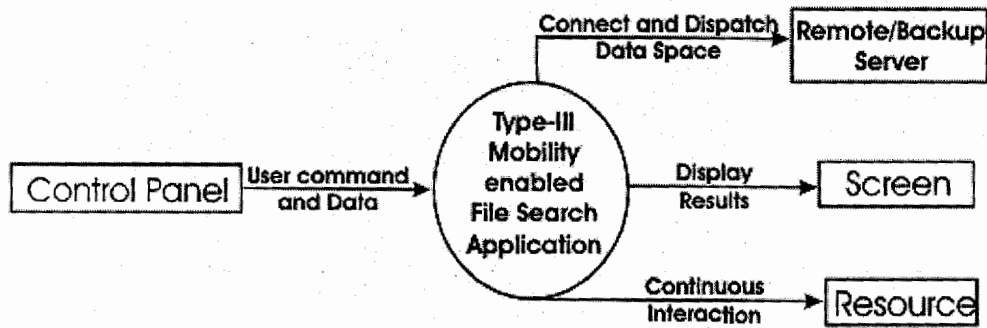 Connect and Dispatch
Data Space
Remote/Backup
Server
Type-III
Mobility
enabled
File Search
Application
Control Panel
User command
and Data
Display
Results
Screen
Continuous
Interaction
Resource